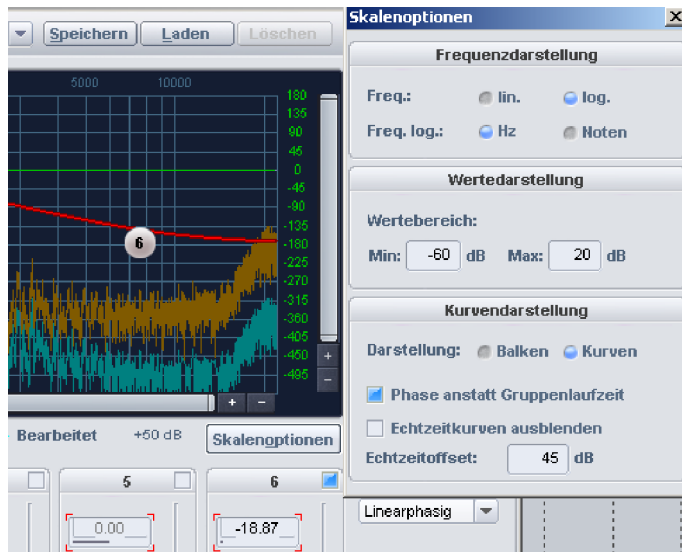 Speichern Laden Löschen
5000 10000
180
135
90
45
0
-45
-90
-135
-180
-225
-270
-315
-360
-405
-450
-495
6
+ -
+
-
Bearbeitet +50 dB Skalenoptionen
5 6
0.00 -18.87
Skalenoptionen X
Frequenzdarstellung
Freq.: lin. log.
Freq. log.: Hz Noten
Wertedarstellung
Wertebereich:
Min: -60 dB Max: 20 dB
Kurvendarstellung
Darstellung: Balken Kurven
Phase anstatt Gruppenlaufzeit
Echtzeitkurven ausblenden
Echtzeitoffset: 45 dB
Linearphasig